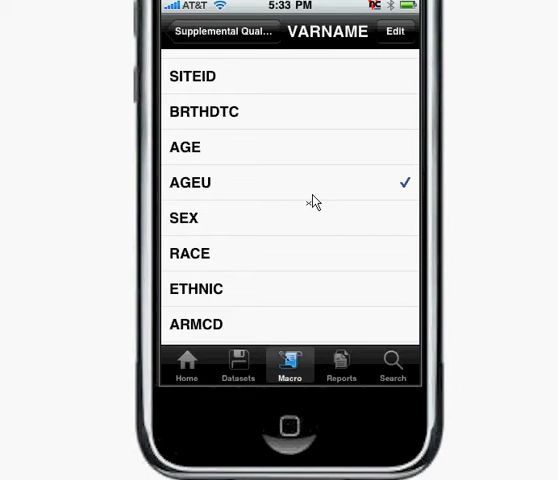 AT&T 5:33 PM
Supplemental Qual... VARNAME Edit
SITEID
BRTHDTC
AGE
AGEU
SEX
RACE
ETHNIC
ARMCD
Home Datasets Macro Reports Search